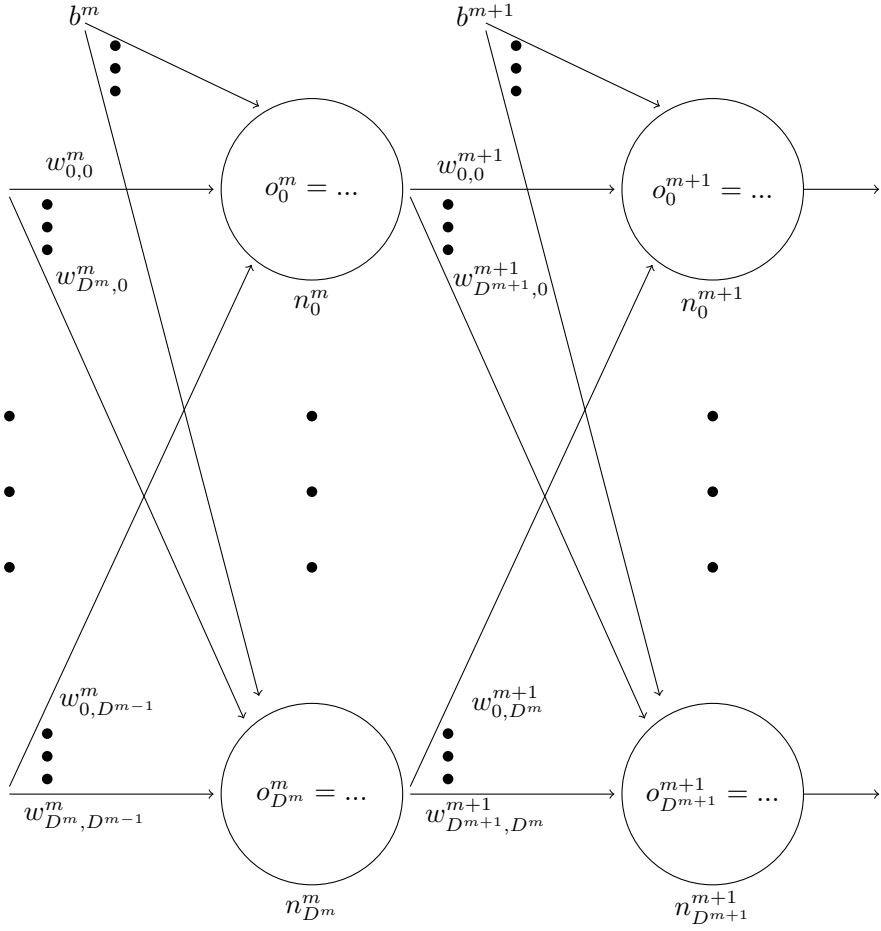 b^m b^{m+1}
w^m_{0,0} w^{m+1}_{0,0}
o^m_0 = ... o^{m+1}_0 = ...
w^m_{D^m,0} w^{m+1}_{D^{m+1},0}
n^m_0 n^{m+1}_0
w^m_{0,D^{m-1}} w^{m+1}_{0,D^m}
o^m_{D^m} = ... o^{m+1}_{D^{m+1}} = ...
w^m_{D^m,D^{m-1}} w^{m+1}_{D^{m+1},D^m}
n^m_{D^m} n^{m+1}_{D^{m+1}}